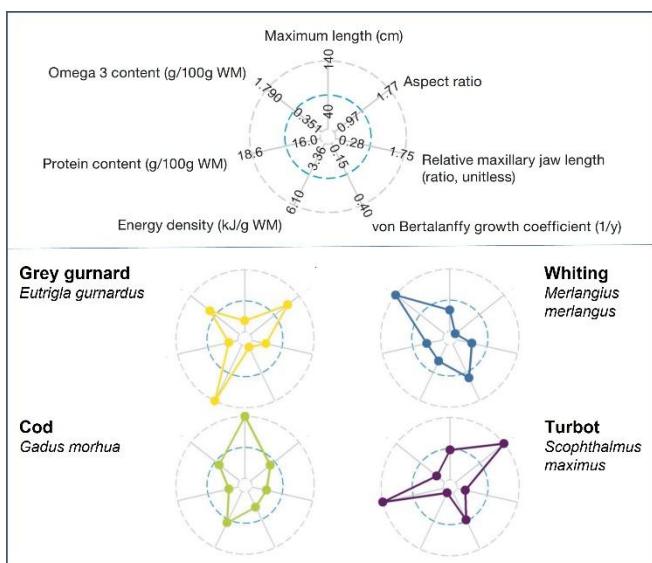 Maximum length (cm)
Omega 3 content (g/100g WM)
140
1.790
1.77
Aspect ratio
40
0.351
0.97
Protein content (g/100g WM)
18.6
16.0
0.28
1.75
Relative maxillary jaw length
(ratio, unitless)
3.36
0.15
6.10
0.40
Energy density (kJ/g WM)
von Bertalanffy growth coefficient (1/y)
Grey gurnard
Eutrigla gurnardus
Whiting
Merlangius
merlangus
Cod
Gadus morhua
Turbot
Scophthalmus
maximus